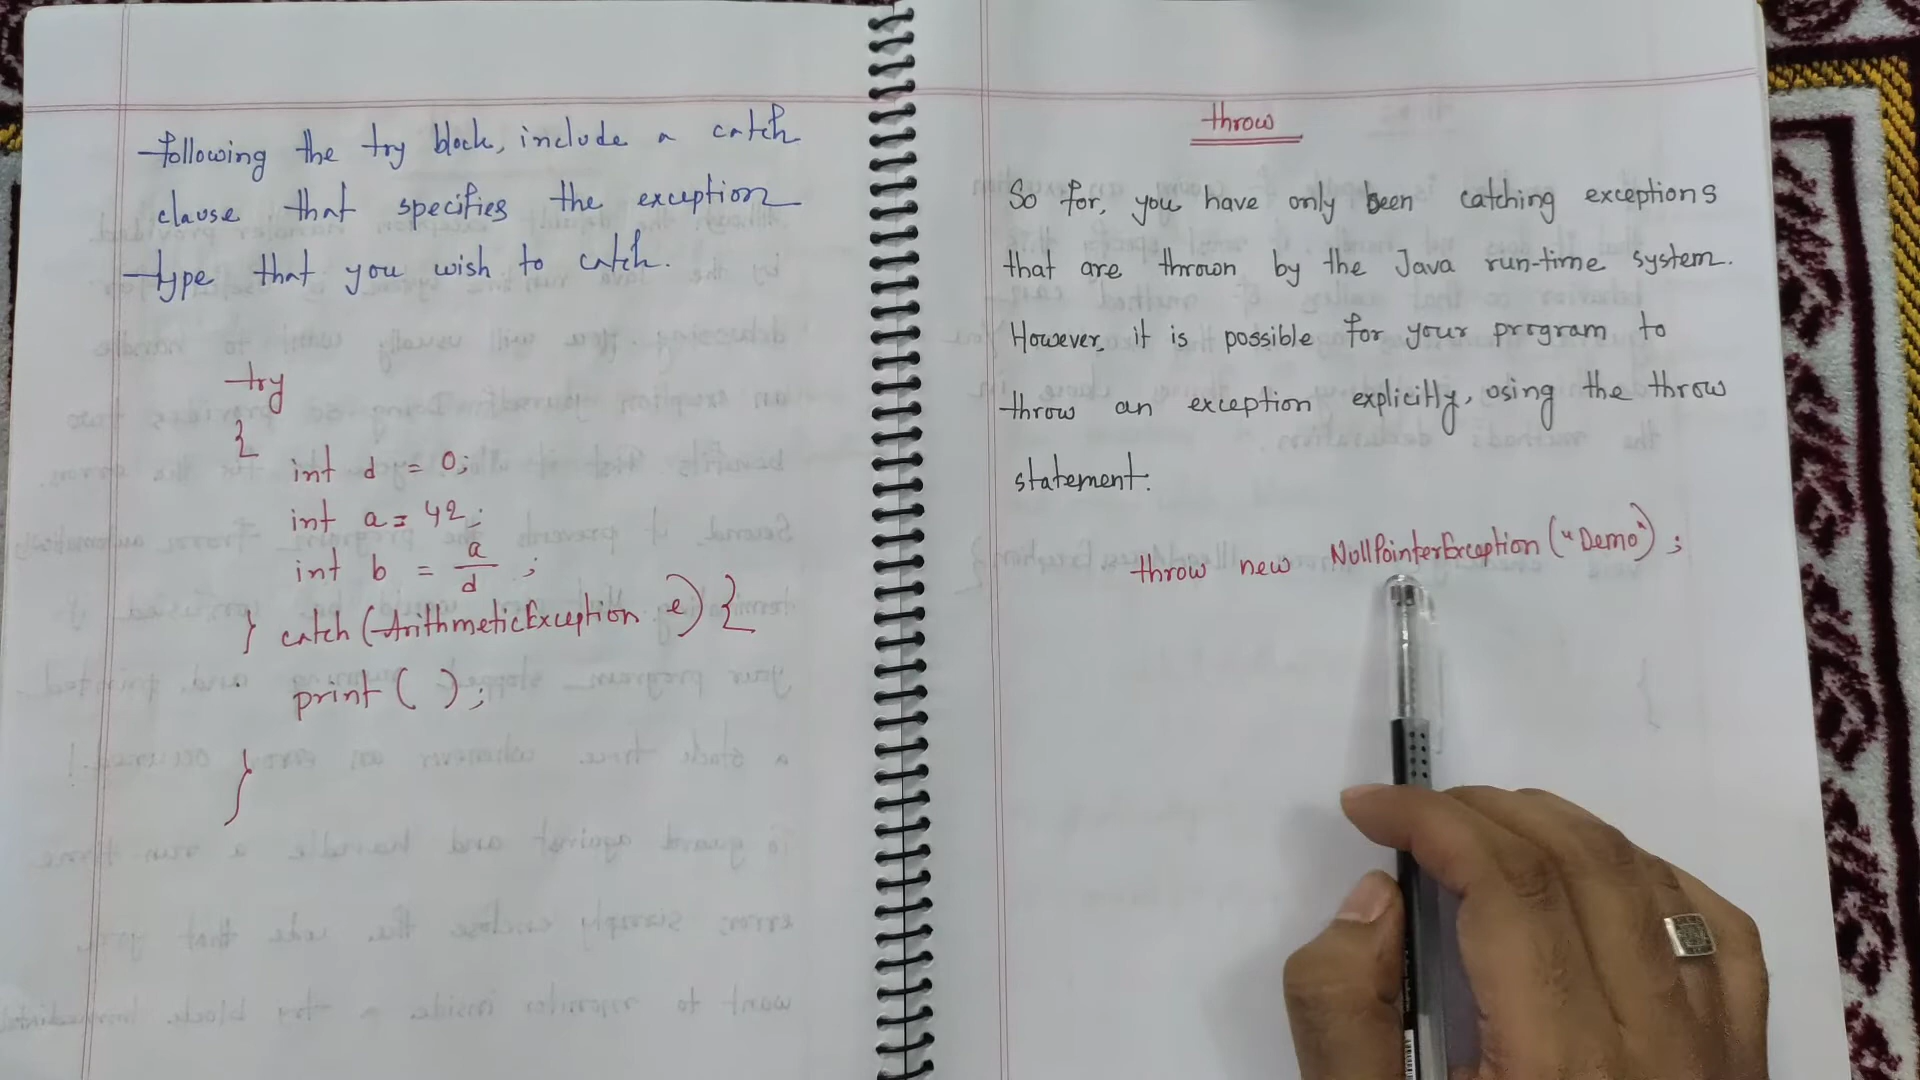 following the try block, include a catch
clause that specifies the exception
type that you wish to catch.
try
{
int d = 0;
int a = 42;
int b = a/d ;
} catch (ArithmeticException e) {
print ( );
}
throw
So for, you have only been catching exceptions
that are thrown by the Java run-time system.
However, it is possible for your program to
throw an exception explicitly, using the throw
statement.
throw new NullPointerException ("Demo") ;